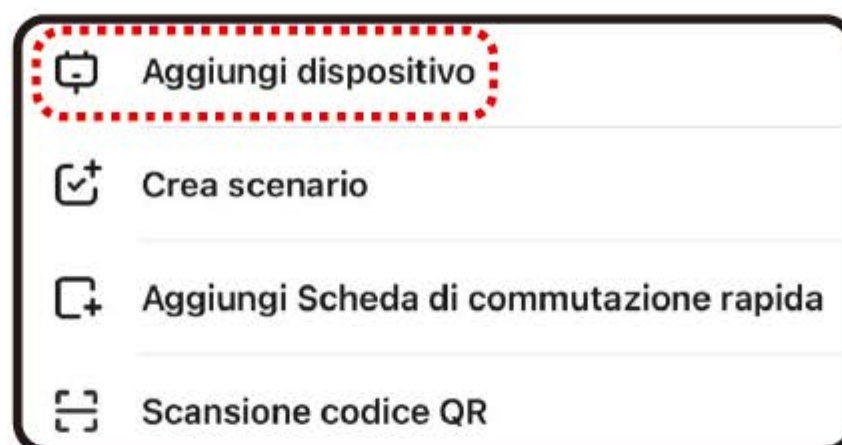 Aggiungi dispositivo
Crea scenario
Aggiungi Scheda di commutazione rapida
Scansione codice QR